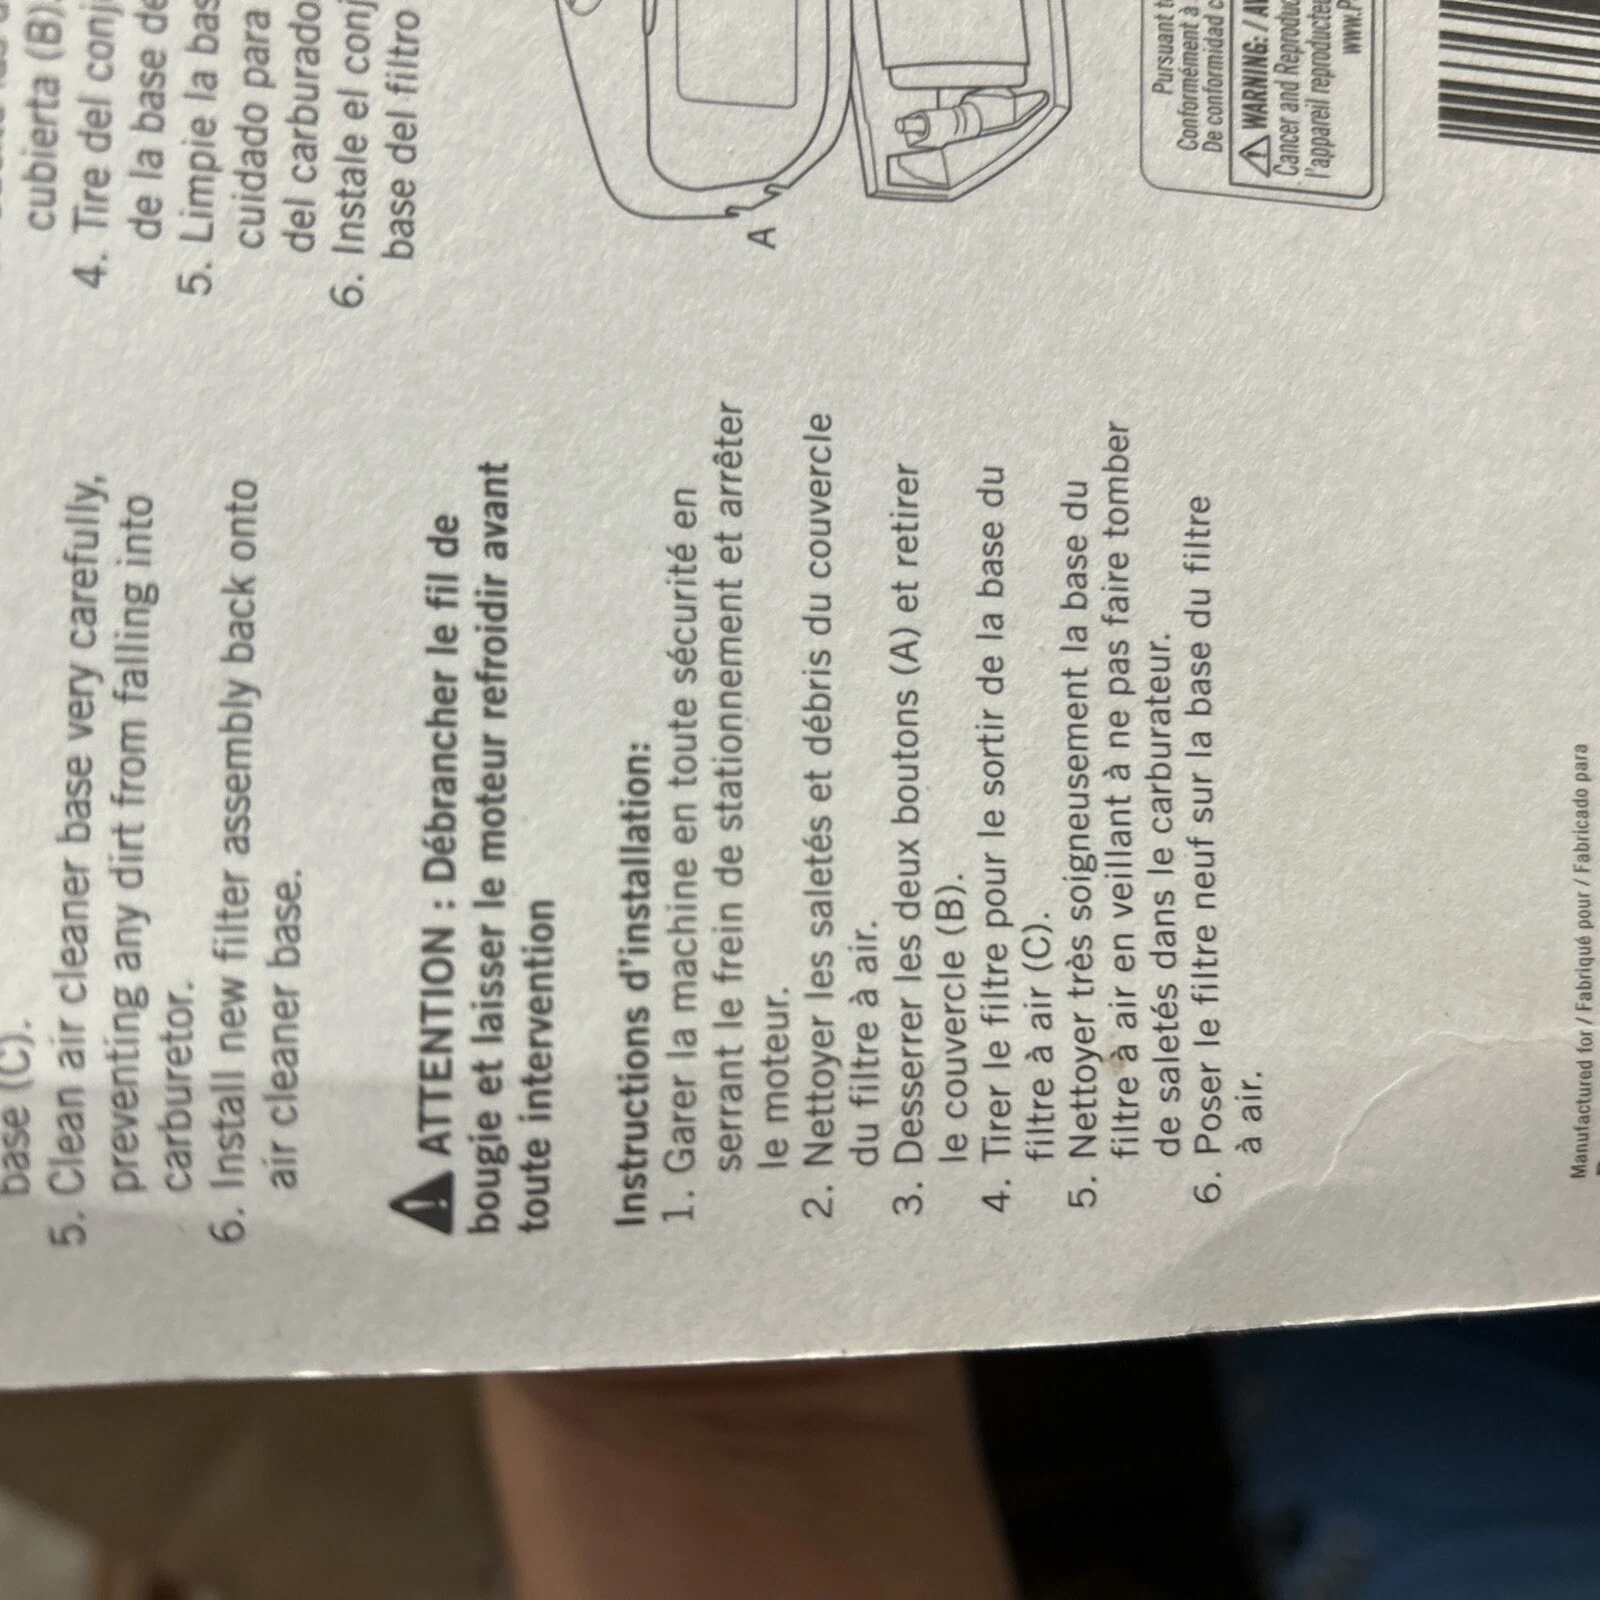 base (C).
5. Clean air cleaner base very carefully,
preventing any dirt from falling into
carburetor.
6. Install new filter assembly back onto
air cleaner base.
ATTENTION : Débrancher le fil de
bougie et laisser le moteur refroidir avant
toute intervention
Instructions d'installation:
1. Garer la machine en toute sécurité en
serrant le frein de stationnement et arrêter
le moteur.
2. Nettoyer les saletés et débris du couvercle
du filtre à air.
3. Desserrer les deux boutons (A) et retirer
le couvercle (B).
4. Tirer le filtre pour le sortir de la base du
filtre à air (C).
5. Nettoyer très soigneusement la base du
filtre à air en veillant à ne pas faire tomber
de saletés dans le carburateur.
6. Poser le filtre neuf sur la base du filtre
à air.
Manufactured for / Fabriqué pour / Fabricado para
cubierta (B).
4. Tire del conj
de la base de
5. Limpie la bas
cuidado para
del carburado
6. Instale el conj
base del filtro
A
Pursuant t
Conformément à
De conformidad c
WARNING: / A
Cancer and Reproduc
l'appareil reproducteu
www.P